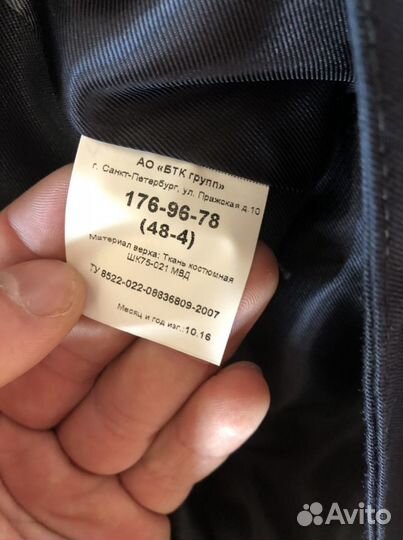 АО «БТК групп»
г. Санкт-Петербург, ул. Пражская д.10
176-96-78
(48-4)
Материал верха: Ткань костюмная
ШК75-021 МВД
ТУ 8522-022-08836809-2007
Месяц и год изг.:10.16
Avito